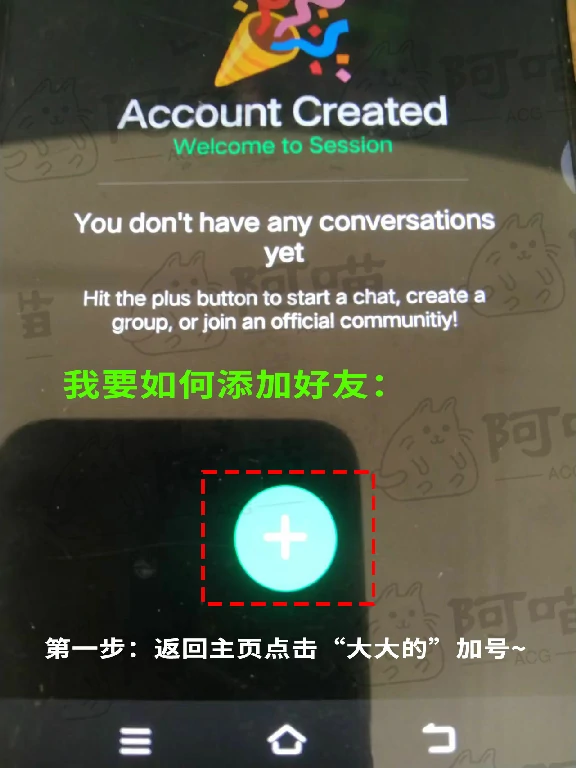 Account Created
Welcome to Session
You don't have any conversations
yet
Hit the plus button to start a chat, create a
group, or join an official communitiy!
我要如何添加好友：
第一步：返回主页点击“大大的”加号~
阿喵
ACG
阿喵
阿喵
ACG
阿喵
ACG